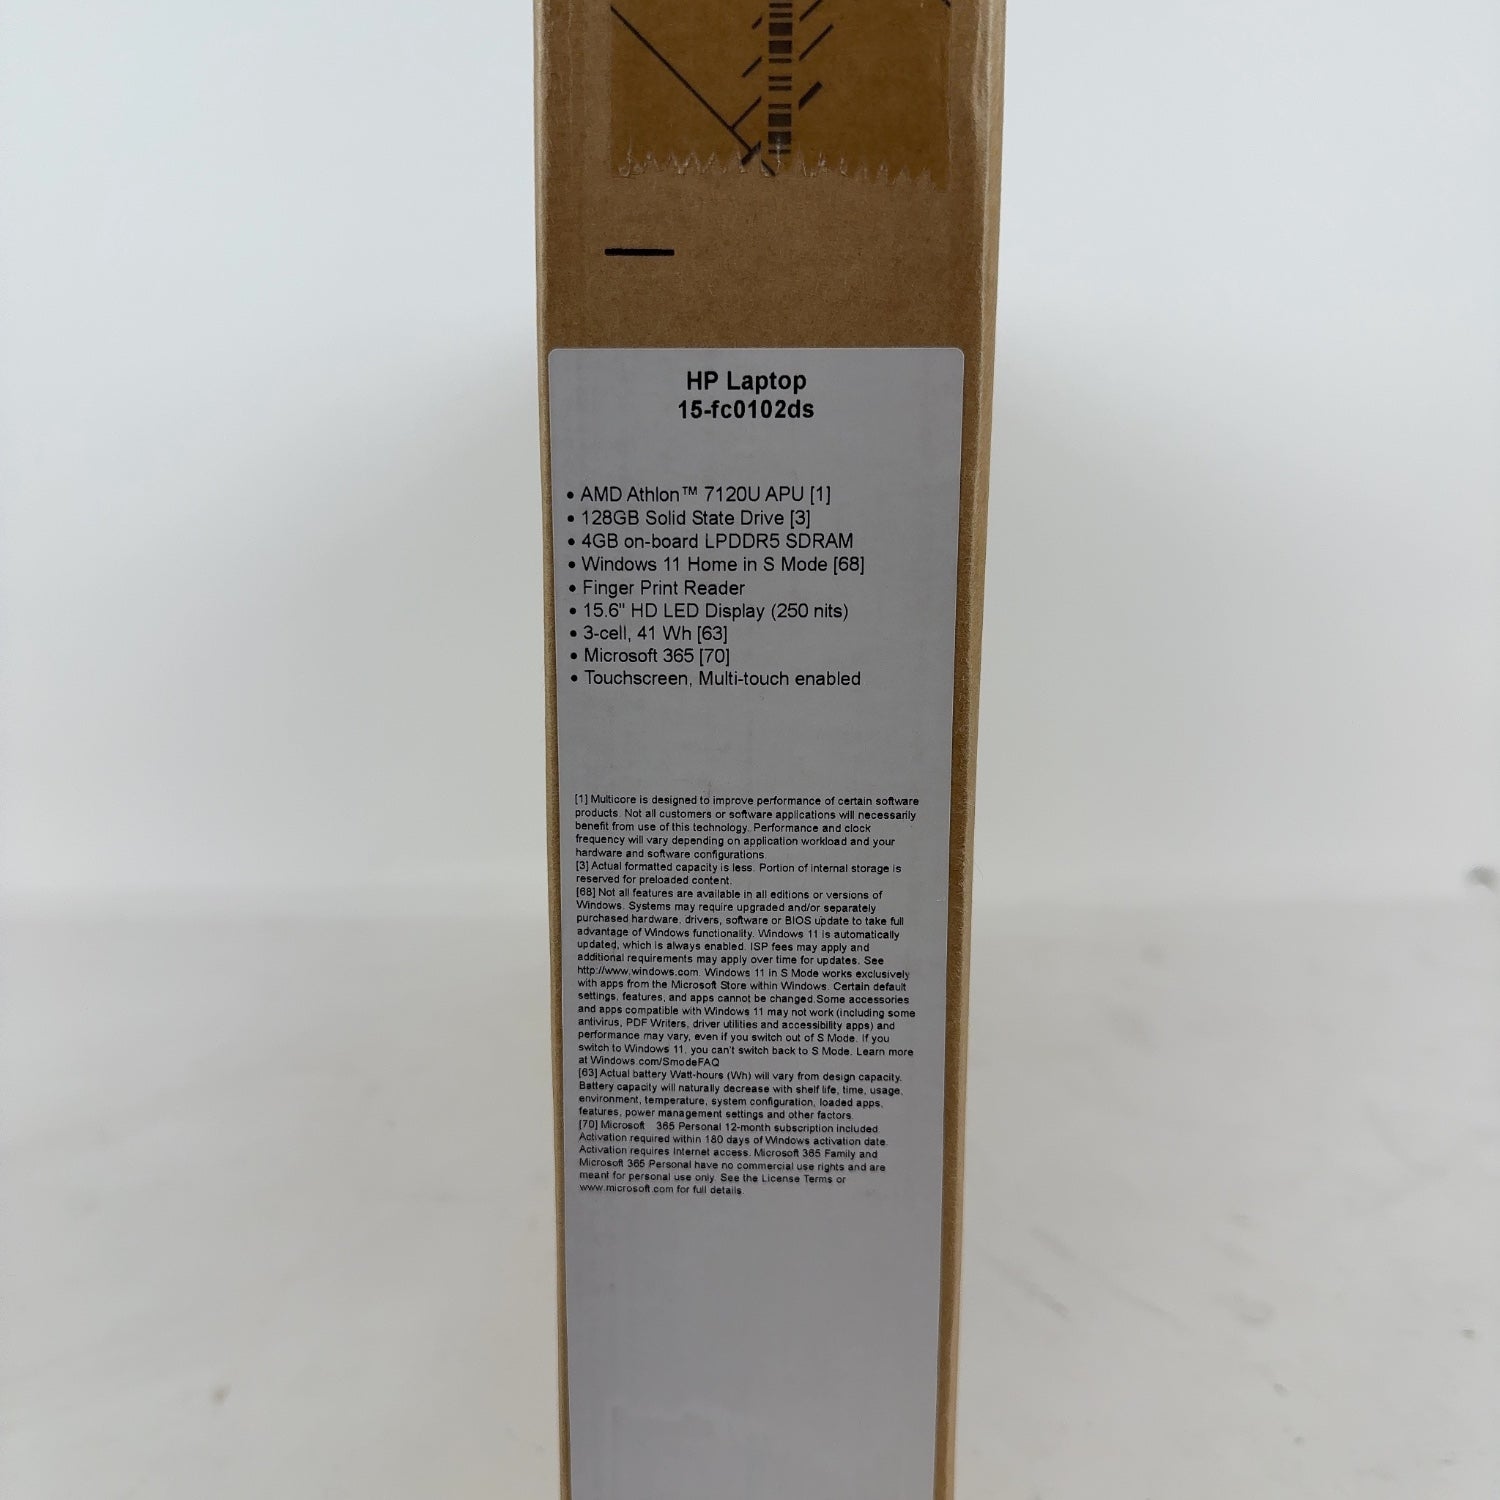 HP Laptop
15-fc0102ds
• AMD Athlon™ 7120U APU [1]
• 128GB Solid State Drive [3]
• 4GB on-board LPDDR5 SDRAM
• Windows 11 Home in S Mode [68]
• Finger Print Reader
• 15.6" HD LED Display (250 nits)
• 3-cell, 41 Wh [63]
• Microsoft 365 [70]
• Touchscreen, Multi-touch enabled
[1] Multicore is designed to improve performance of certain software
products. Not all customers or software applications will necessarily
benefit from use of this technology. Performance and clock
frequency will vary depending on application workload and your
hardware and software configurations.
[3] Actual formatted capacity is less. Portion of internal storage is
reserved for preloaded content.
[68] Not all features are available in all editions or versions of
Windows. Systems may require upgraded and/or separately
purchased hardware, drivers, software or BIOS update to take full
advantage of Windows functionality. Windows 11 is automatically
updated, which is always enabled. ISP fees may apply and
additional requirements may apply over time for updates. See
http://www.windows.com. Windows 11 in S Mode works exclusively
with apps from the Microsoft Store within Windows. Certain default
settings, features, and apps cannot be changed.Some accessories
and apps compatible with Windows 11 may not work (including some
antivirus, PDF Writers, driver utilities and accessibility apps) and
performance may vary, even if you switch out of S Mode. If you
switch to Windows 11, you can't switch back to S Mode. Learn more
at Windows.com/SmodeFAQ
[63] Actual battery Watt-hours (Wh) will vary from design capacity.
Battery capacity will naturally decrease with shelf life, time, usage,
environment, temperature, system configuration, loaded apps,
features, power management settings and other factors.
[70] Microsoft 365 Personal 12-month subscription included.
Activation required within 180 days of Windows activation date.
Activation requires Internet access. Microsoft 365 Family and
Microsoft 365 Personal have no commercial use rights and are
meant for personal use only. See the License Terms or
www.microsoft.com for full details.